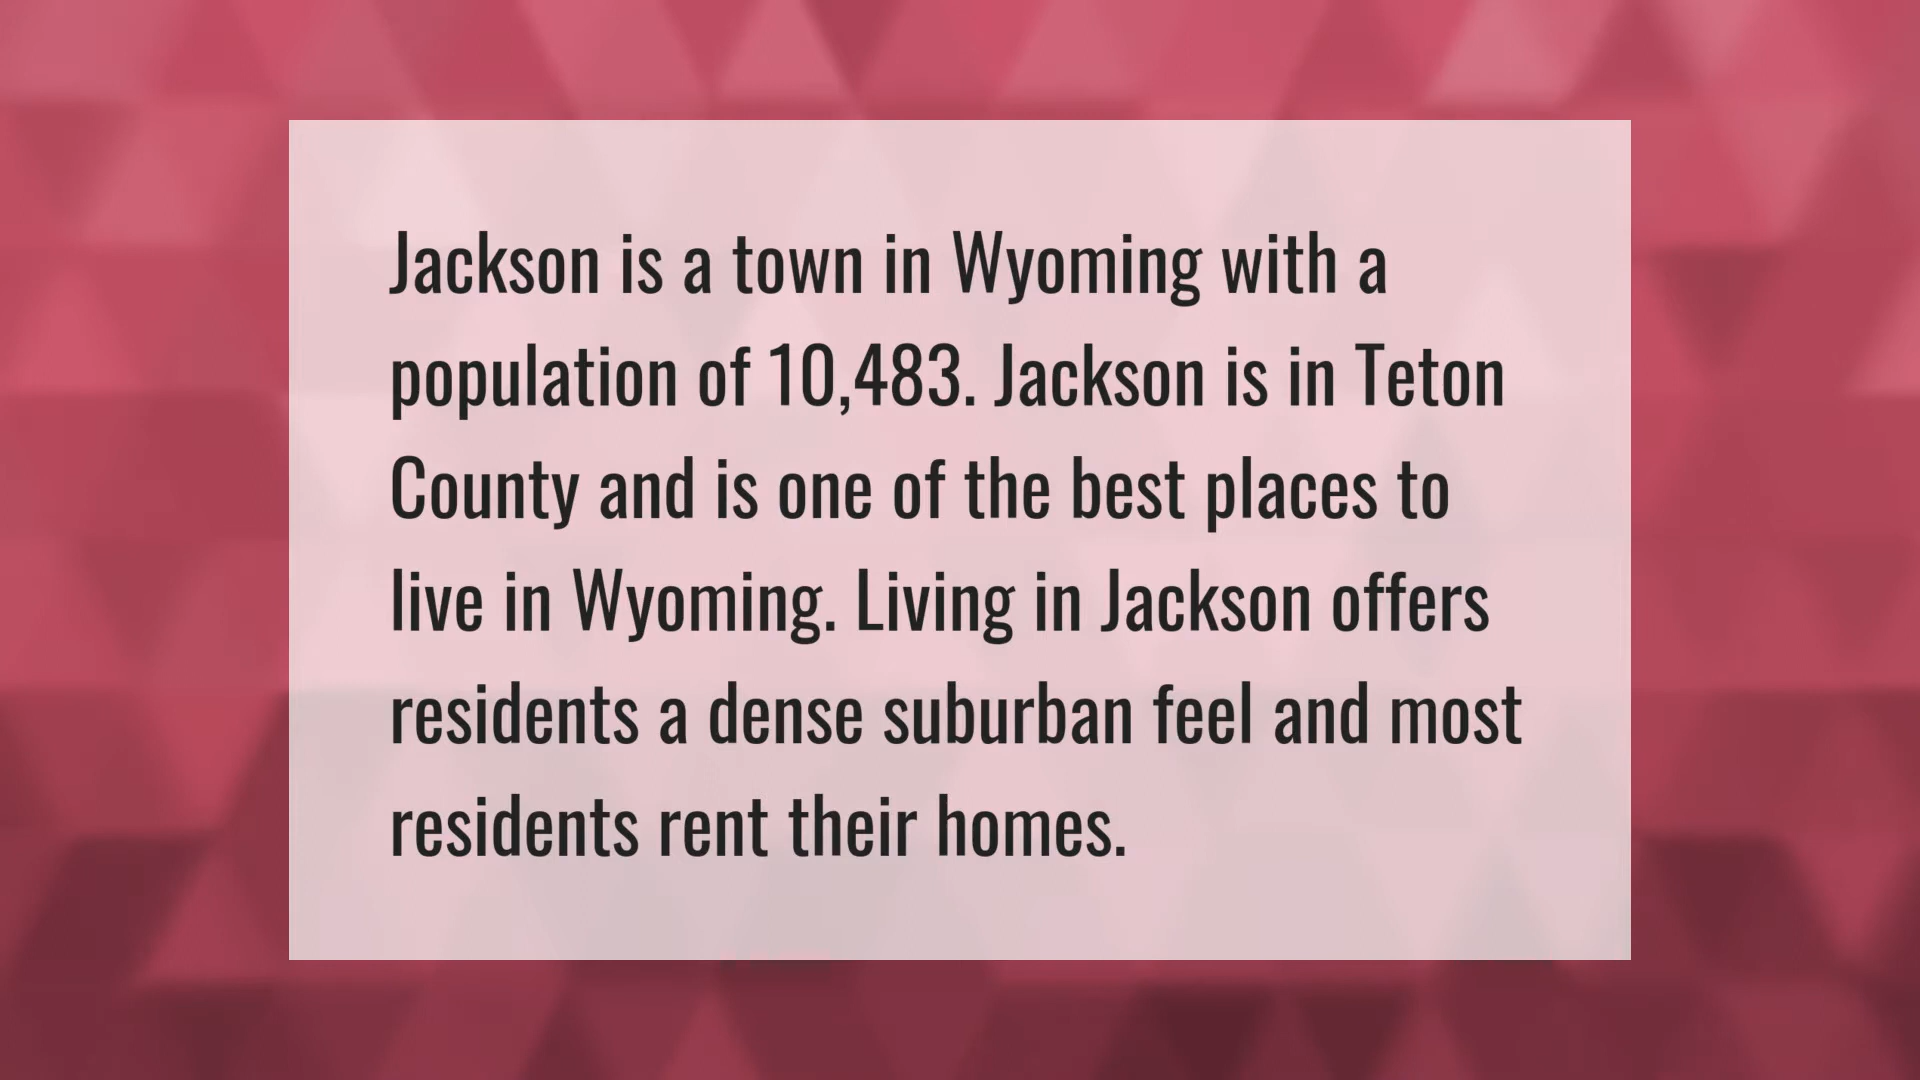 Jackson is a town in Wyoming with a
population of 10,483. Jackson is in Teton
County and is one of the best places to
live in Wyoming. Living in Jackson offers
residents a dense suburban feel and most
residents rent their homes.